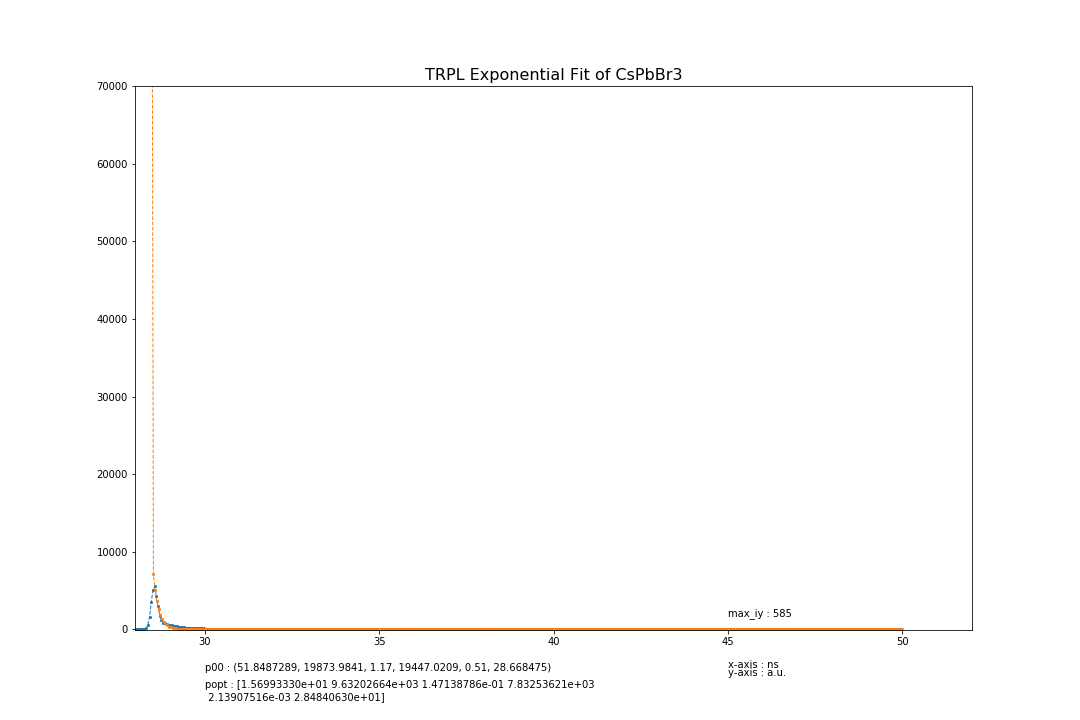 TRPL Exponential Fit of CsPbBr3
70000
60000
50000
40000
30000
20000
10000
0
max_iy : 585
30
35
40
45
50
p00 : (51.8487289, 19873.9841, 1.17, 19447.0209, 0.51, 28.668475)
x-axis : ns
y-axis : a.u.
popt : [1.56993330e+01 9.63202664e+03 1.47138786e-01 7.83253621e+03
2.13907516e-03 2.84840630e+01]